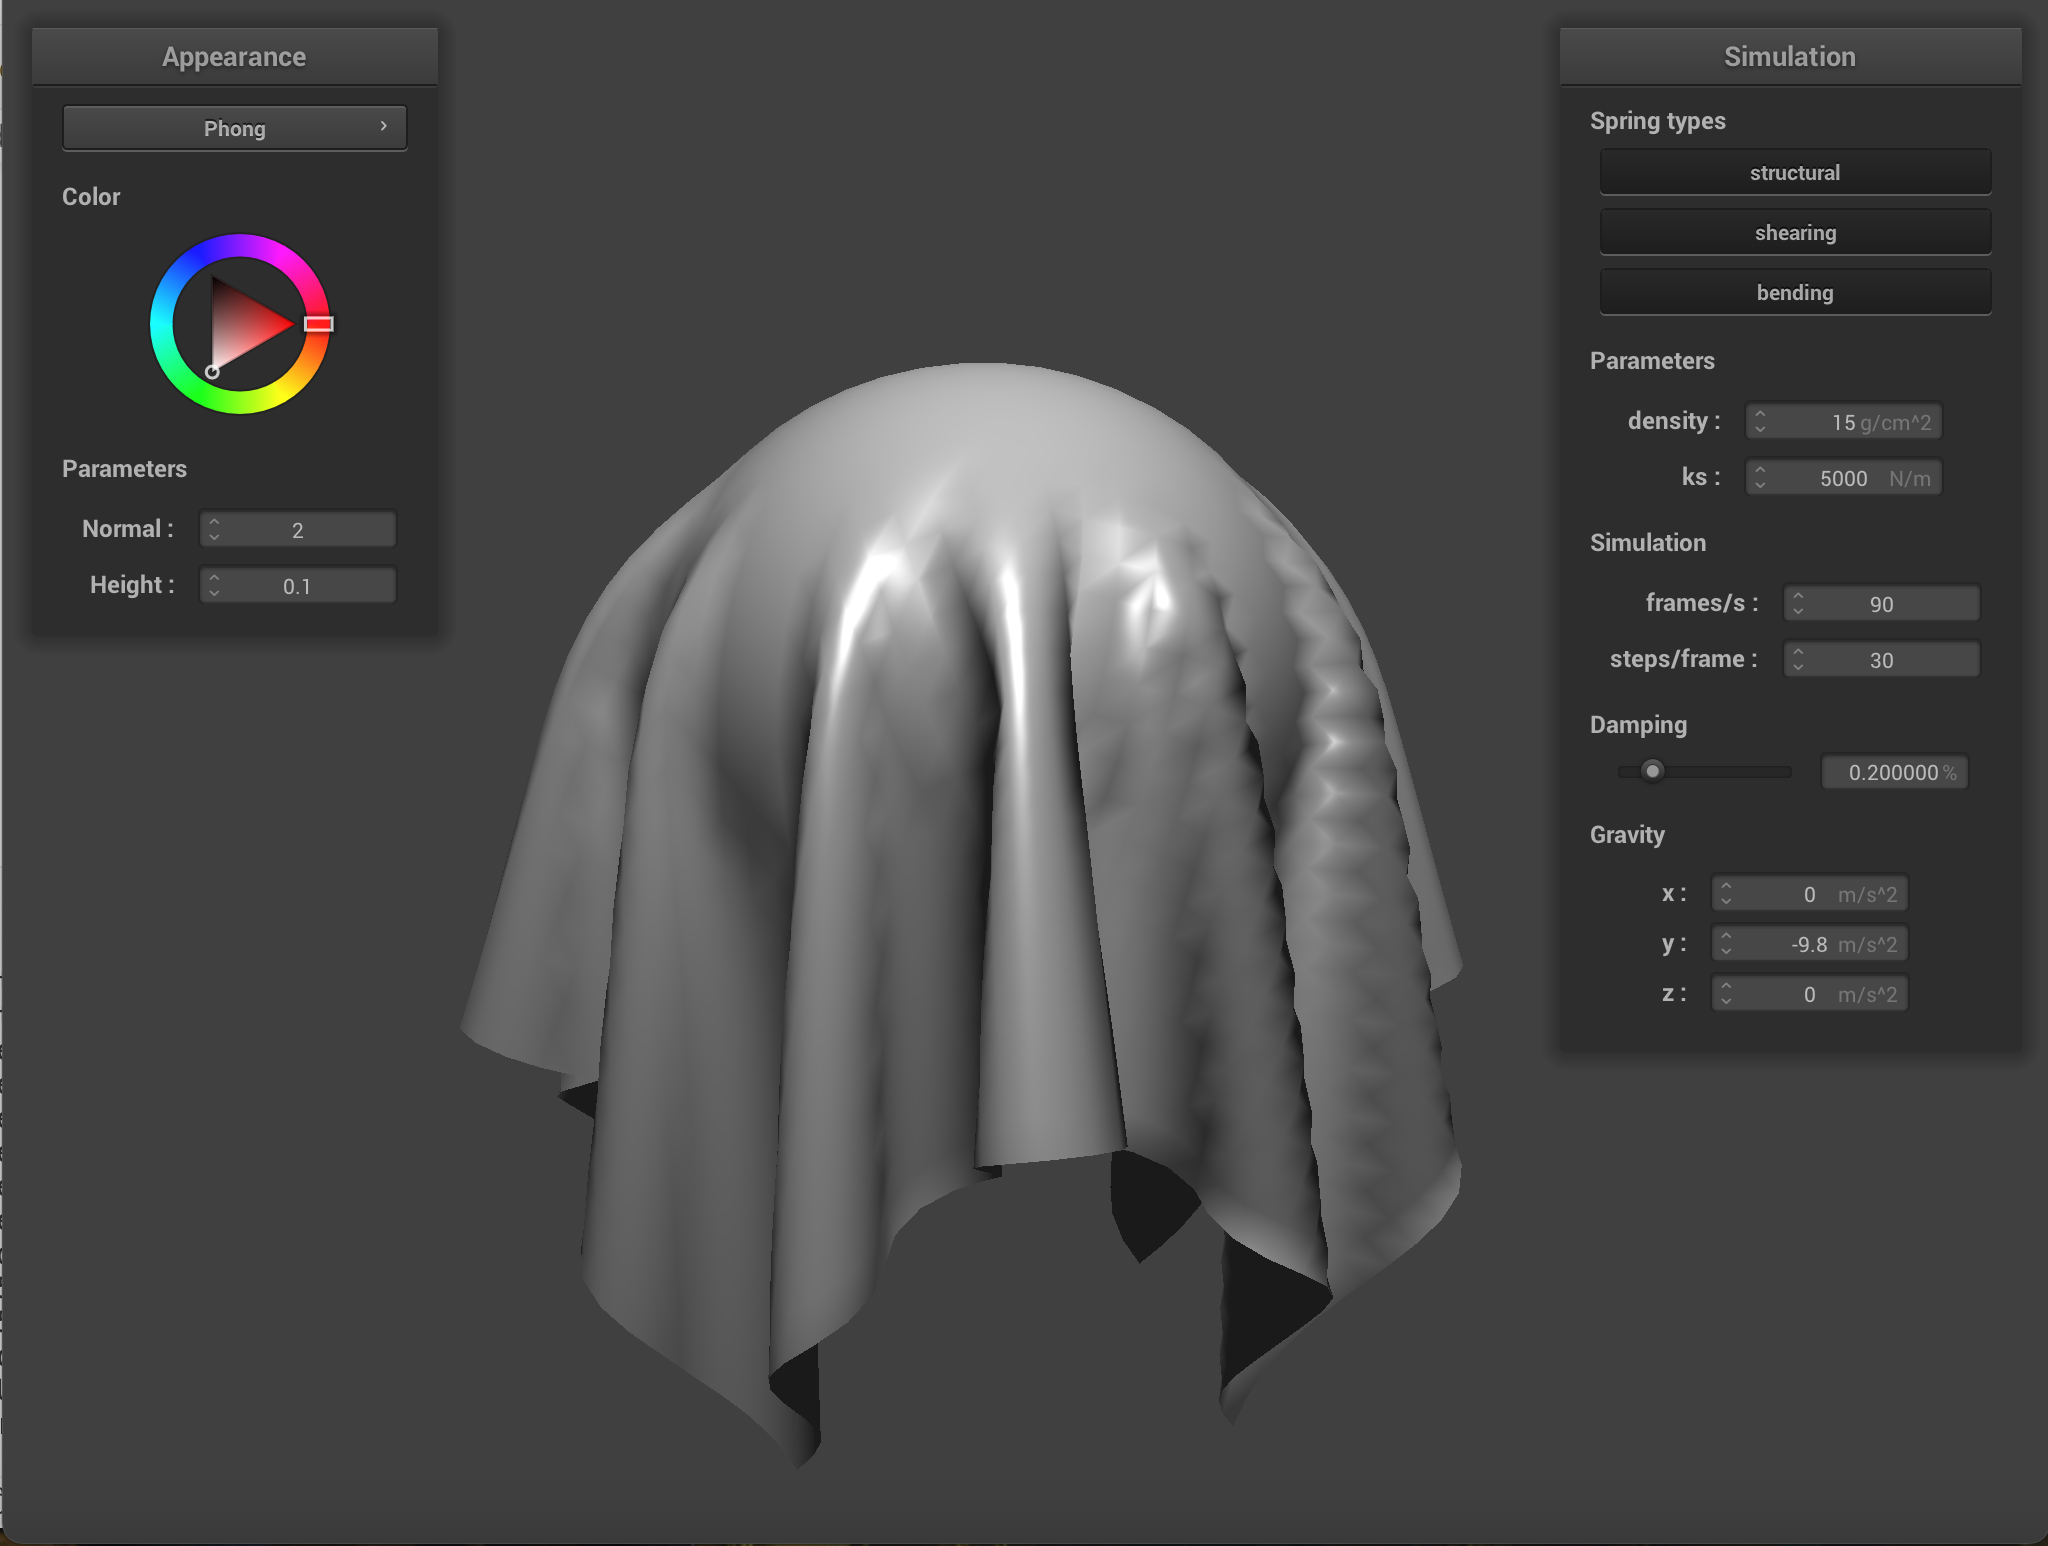 Appearance
Phong
Color
Parameters
Normal : 2
Height : 0.1
Simulation
Spring types
structural
shearing
bending
Parameters
density : 15 g/cm^2
ks : 5000 N/m
Simulation
frames/s : 90
steps/frame : 30
Damping
0.200000 %
Gravity
x : 0 m/s^2
y : -9.8 m/s^2
z : 0 m/s^2